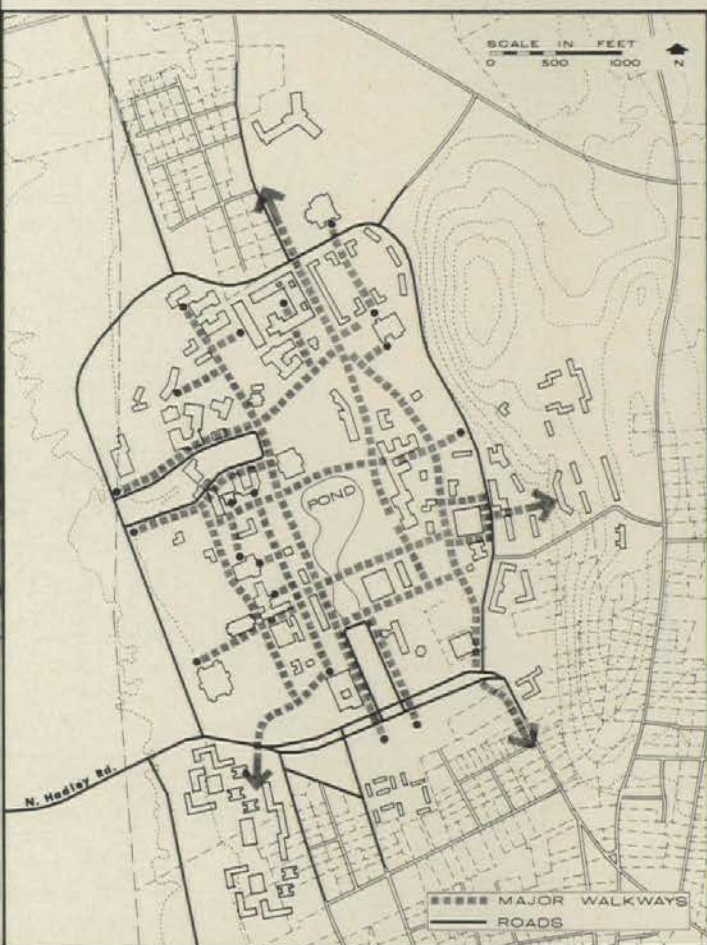 SCALE IN FEET
0 500 1000 N
POND
N. Hadley Rd.
MAJOR WALKWAYS
ROADS